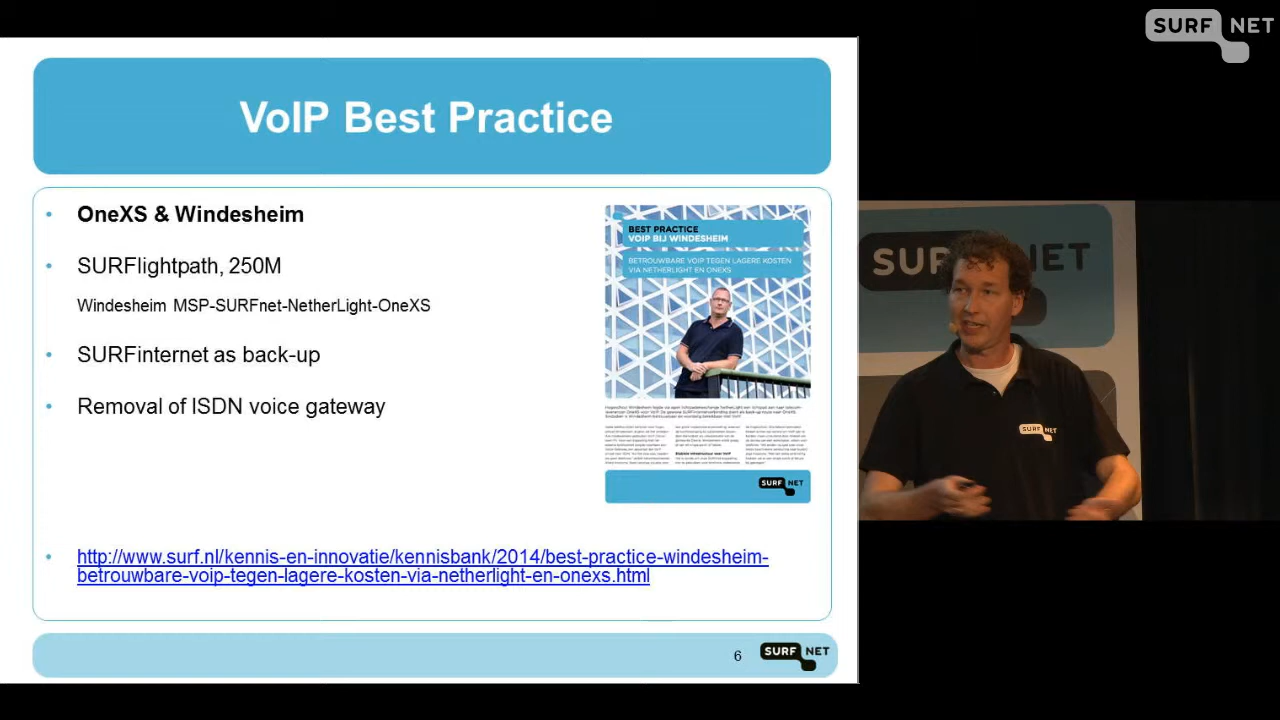 SURF NET
VoIP Best Practice
OneXS & Windesheim
SURFlightpath, 250M
Windesheim MSP-SURFnet-NetherLight-OneXS
SURFinternet as back-up
Removal of ISDN voice gateway
BEST PRACTICE
VOIP BIJ WINDESHEIM
BETROUWBARE VOIP TEGEN LAGERE KOSTEN
VIA NETHERLIGHT EN ONEXS
SURF NET
http://www.surf.nl/kennis-en-innovatie/kennisbank/2014/best-practice-windesheim-
betrouwbare-voip-tegen-lagere-kosten-via-netherlight-en-onexs.html
6
SURF NET
SURF NET
SURF NET